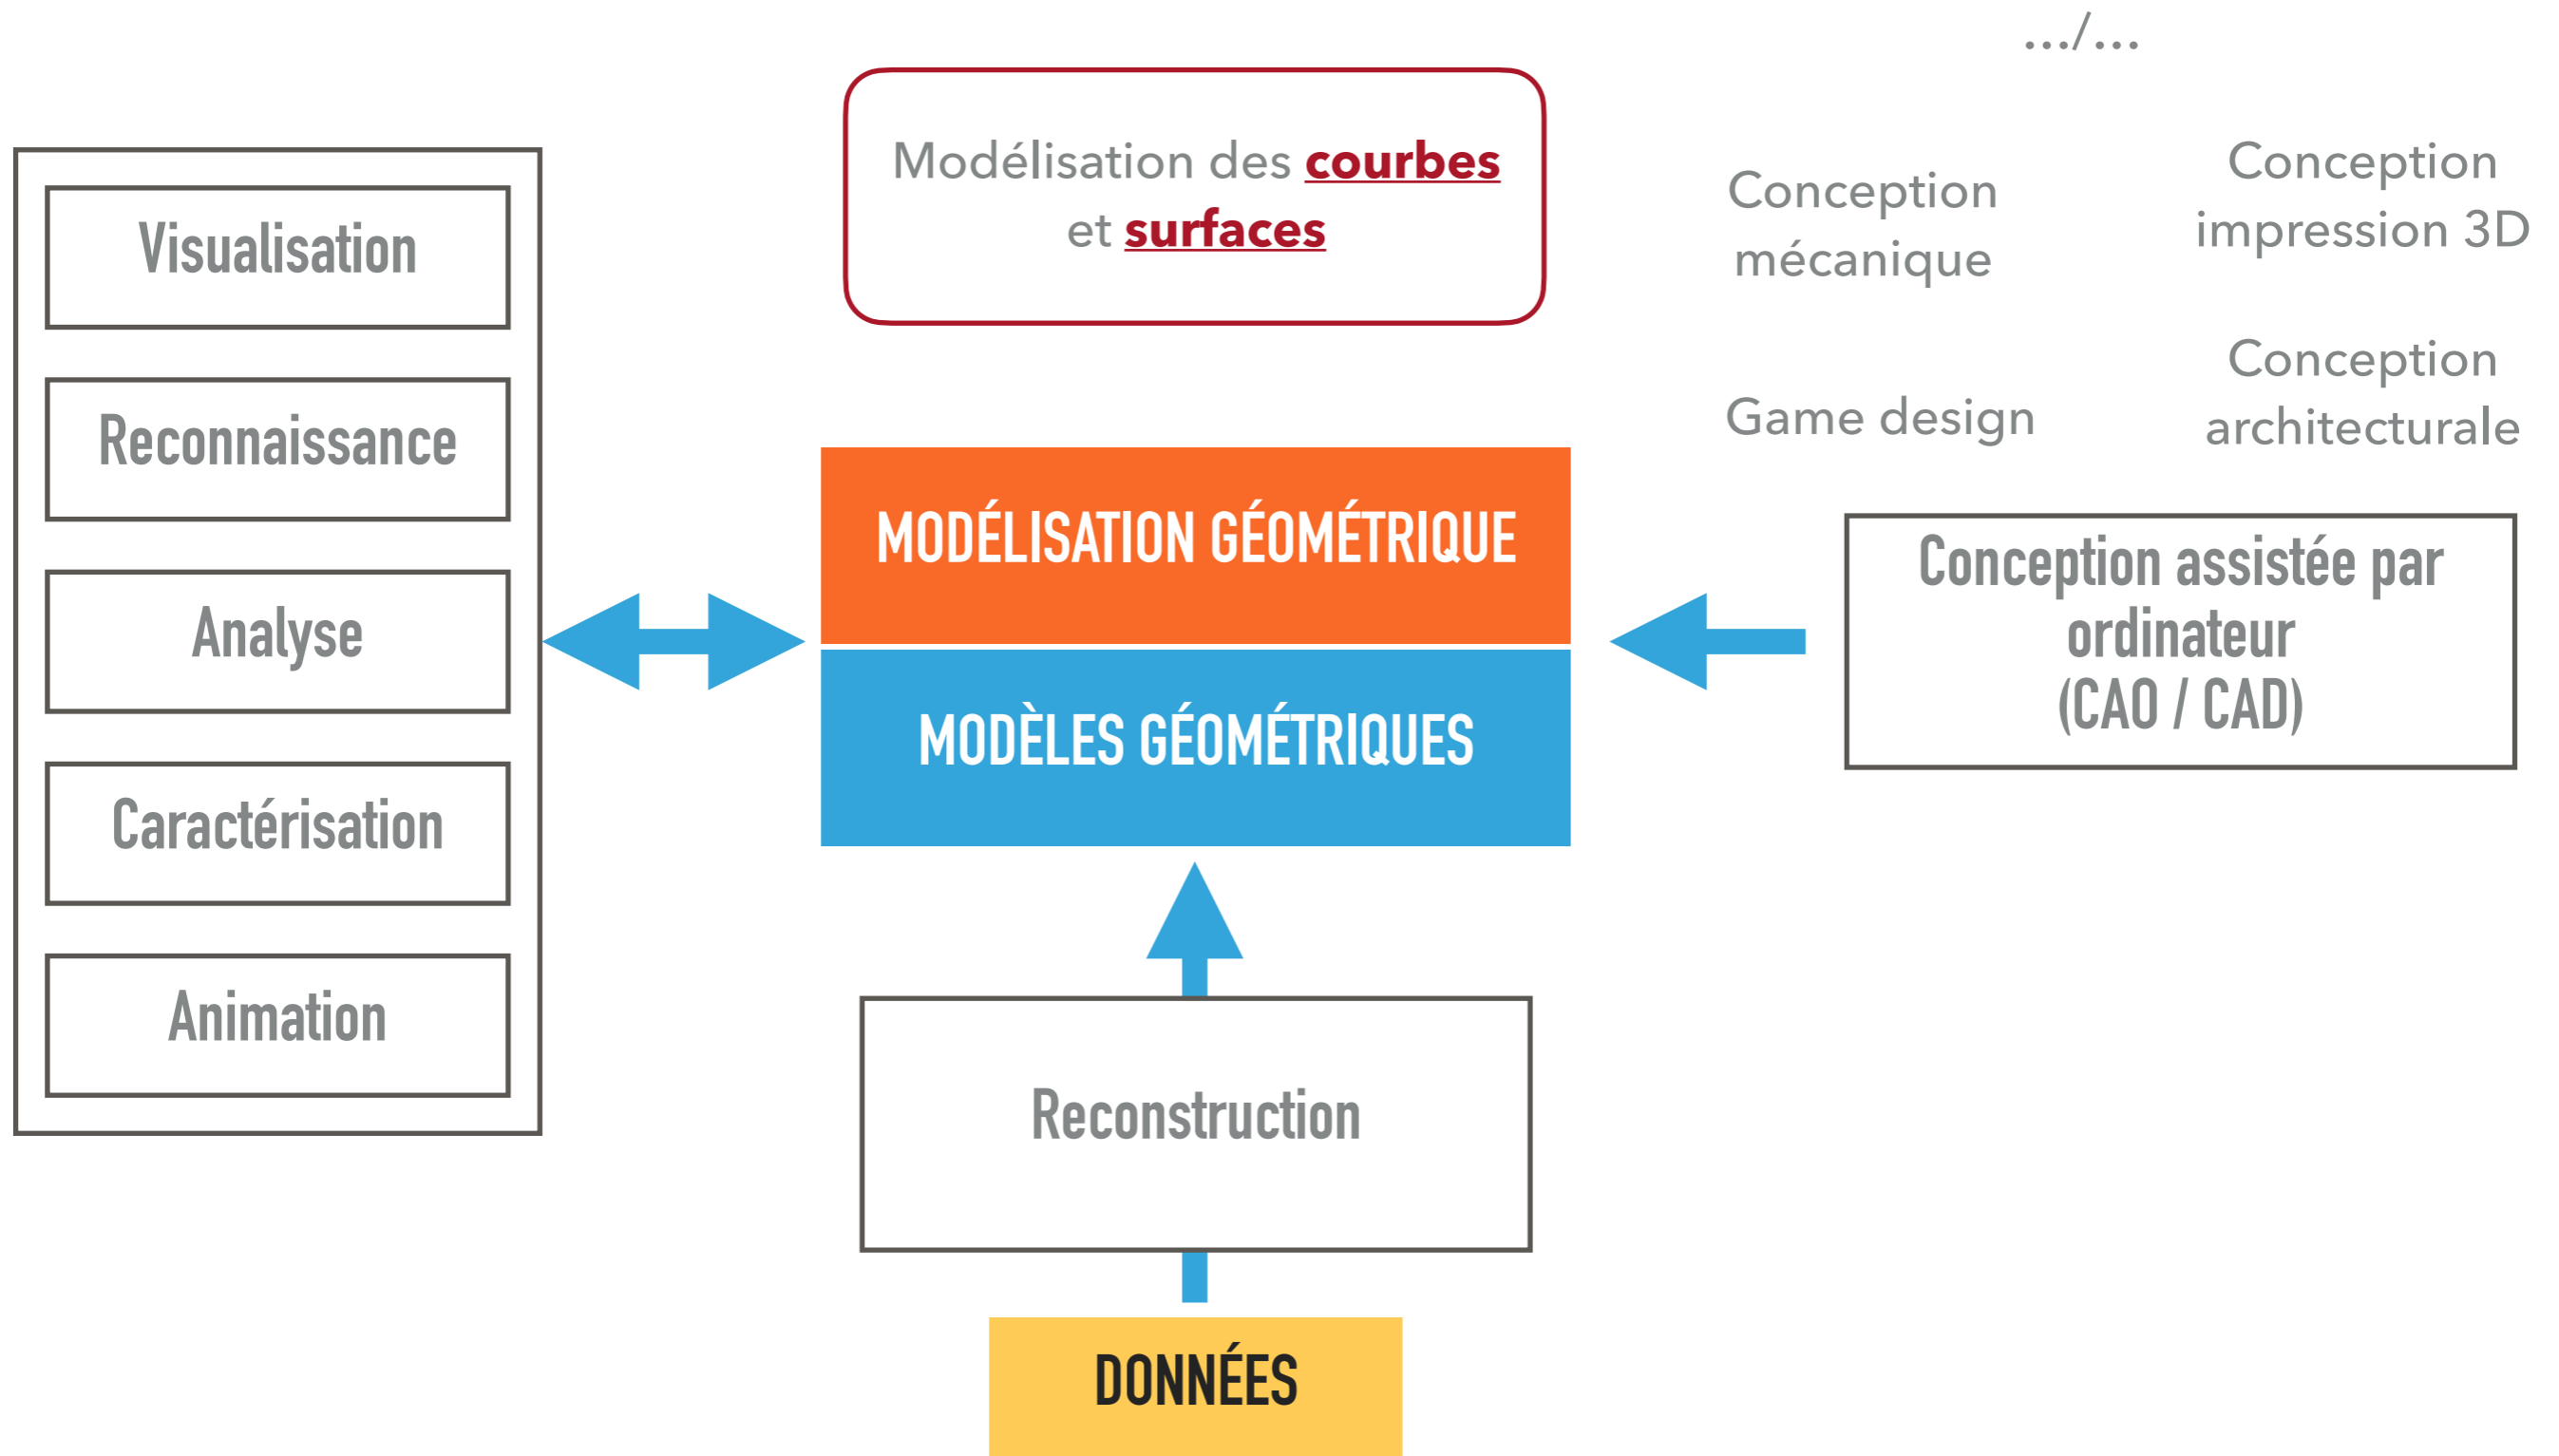 .../...
Modélisation des courbes
et surfaces
Conception
mécanique
Conception
impression 3D
Game design
Conception
architecturale
Visualisation
Reconnaissance
Analyse
Caractérisation
Animation
MODÉLISATION GÉOMÉTRIQUE
MODÈLES GÉOMÉTRIQUES
Conception assistée par
ordinateur
(CAO / CAD)
Reconstruction
DONNÉES